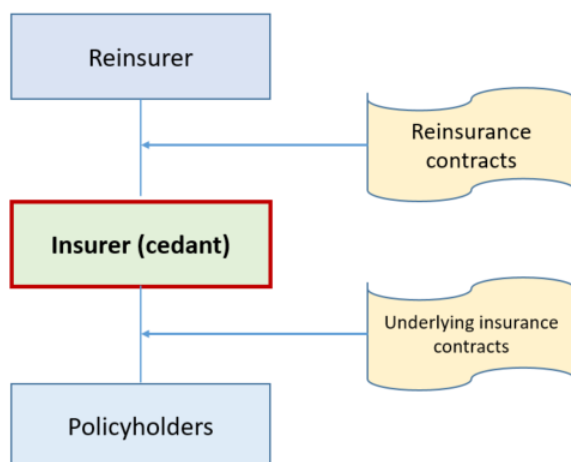 Reinsurer
Reinsurance
contracts
Insurer (cedant)
Underlying insurance
contracts
Policyholders